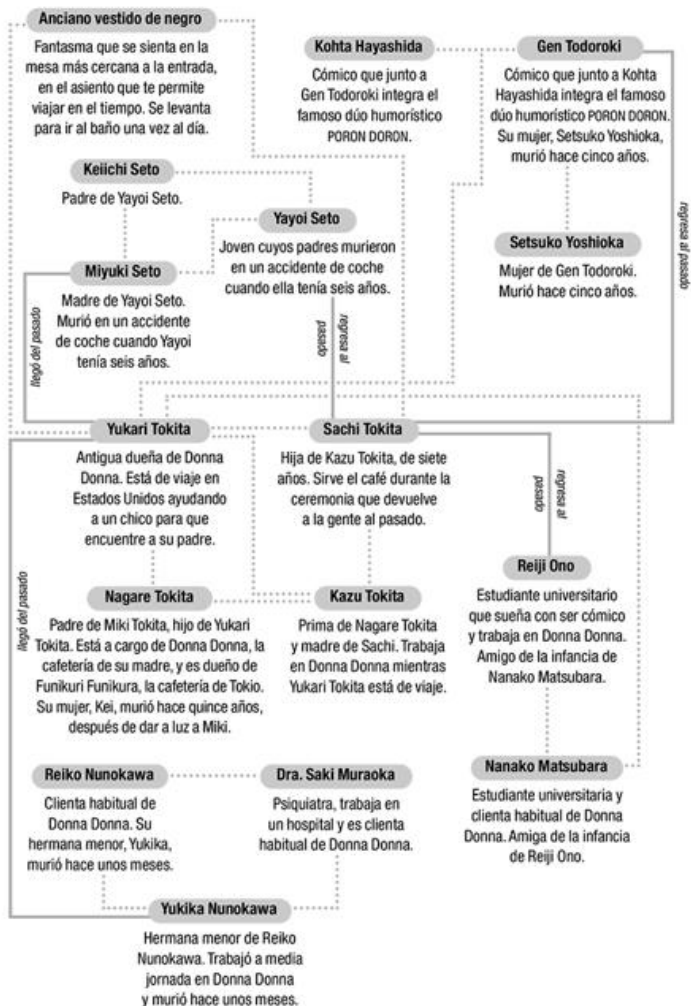 Anciano vestido de negro
Fantasma que se sienta en la
mesa más cercana a la entrada,
en el asiento que te permite
viajar en el tiempo. Se levanta
para ir al baño una vez al día.
Kohta Hayashida
Cómico que junto a
Gen Todoroki integra el
famoso dúo humorístico
PORON DORON.
Gen Todoroki
Cómico que junto a Kohta
Hayashida integra el famoso
dúo humorístico PORON DORON.
Su mujer, Setsuko Yoshioka,
murió hace cinco años.
regresa al pasado
Keiichi Seto
Padre de Yayoi Seto.
Yayoi Seto
Joven cuyos padres murieron
en un accidente de coche
cuando ella tenía seis años.
Setsuko Yoshioka
Mujer de Gen Todoroki.
Murió hace cinco años.
Miyuki Seto
Madre de Yayoi Seto.
Murió en un accidente
de coche cuando Yayoi
tenía seis años.
llegó del pasado
regresa al
pasado
Yukari Tokita
Antigua dueña de Donna
Donna. Está de viaje en
Estados Unidos ayudando
a un chico para que
encuentre a su padre.
Sachi Tokita
Hija de Kazu Tokita, de siete
años. Sirve el café durante la
ceremonia que devuelve
a la gente al pasado.
regresa al
pasado
Reiji Ono
Estudiante universitario
que sueña con ser cómico
y trabaja en Donna Donna.
Amigo de la infancia de
Nanako Matsubara.
llegó del pasado
Nagare Tokita
Padre de Miki Tokita, hijo de Yukari
Tokita. Está a cargo de Donna Donna, la
cafetería de su madre, y es dueño de
Funikuri Funikura, la cafetería de Tokio.
Su mujer, Kei, murió hace quince años,
después de dar a luz a Miki.
Kazu Tokita
Prima de Nagare Tokita
y madre de Sachi. Trabaja
en Donna Donna mientras
Yukari Tokita está de viaje.
Reiko Nunokawa
Clienta habitual de
Donna Donna. Su
hermana menor, Yukika,
murió hace unos meses.
Dra. Saki Muraoka
Psiquiatra, trabaja en
un hospital y es clienta
habitual de Donna Donna.
Nanako Matsubara
Estudiante universitaria y
clienta habitual de Donna
Donna. Amiga de la infancia
de Reiji Ono.
Yukika Nunokawa
Hermana menor de Reiko
Nunokawa. Trabajó a media
jornada en Donna Donna
y murió hace unos meses.